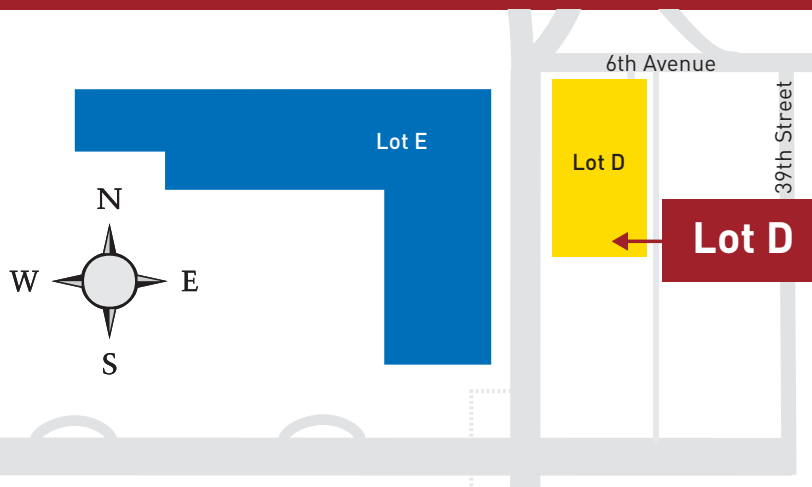 6th Avenue
39th Street
Lot E
Lot D
Lot D
N
W
E
S